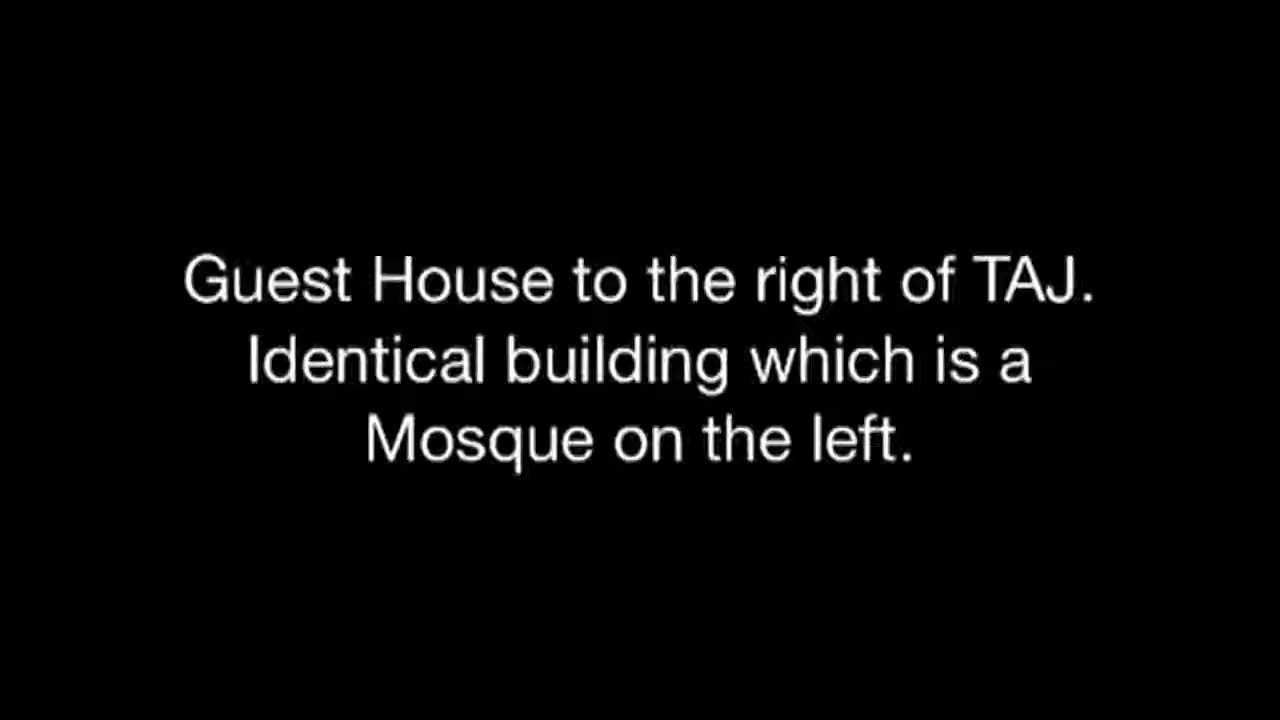 Guest House to the right of TAJ.
Identical building which is a
Mosque on the left.